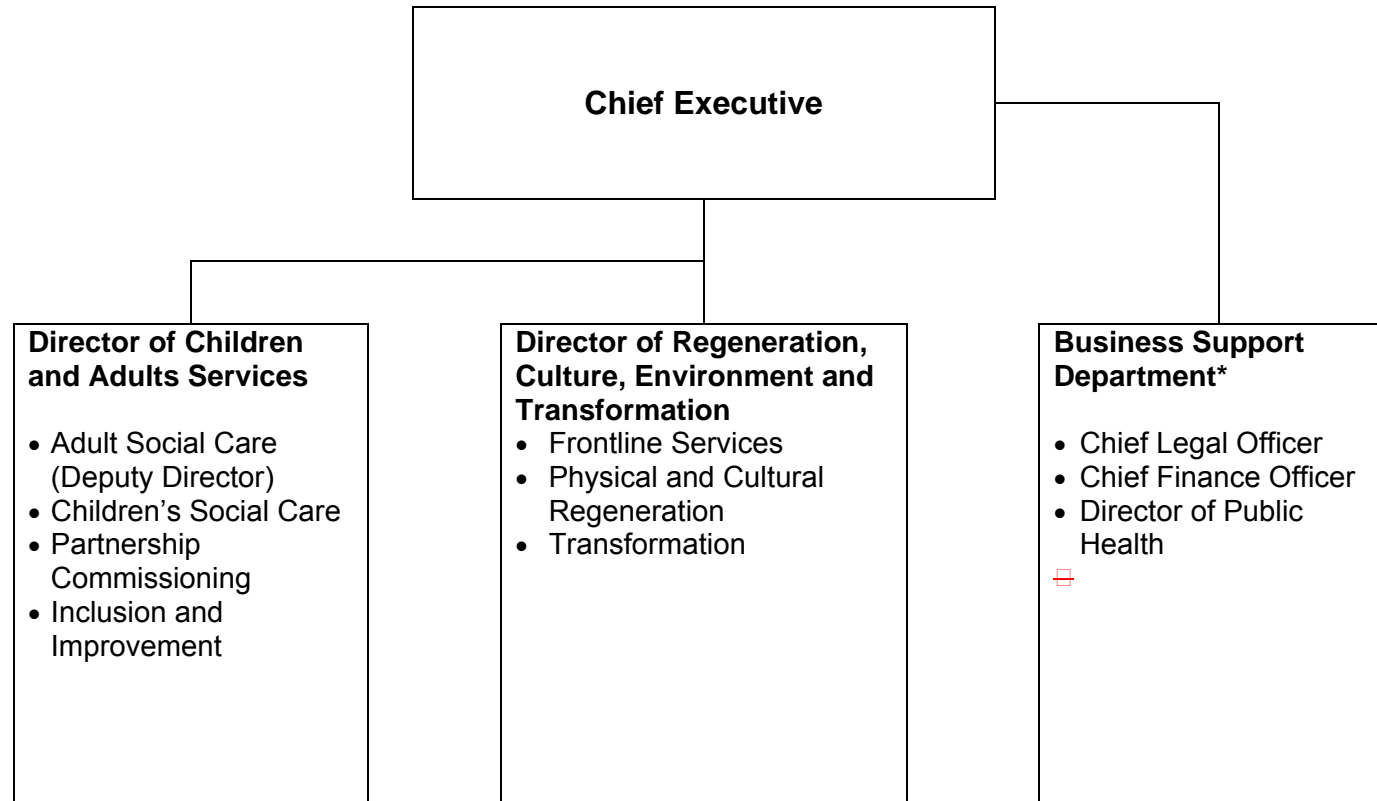 Chief Executive
Director of Children
and Adults Services
• Adult Social Care
(Deputy Director)
• Children's Social Care
• Partnership
Commissioning
• Inclusion and
Improvement
Director of Regeneration,
Culture, Environment and
Transformation
• Frontline Services
• Physical and Cultural
Regeneration
• Transformation
Business Support
Department*
• Chief Legal Officer
• Chief Finance Officer
• Director of Public
Health